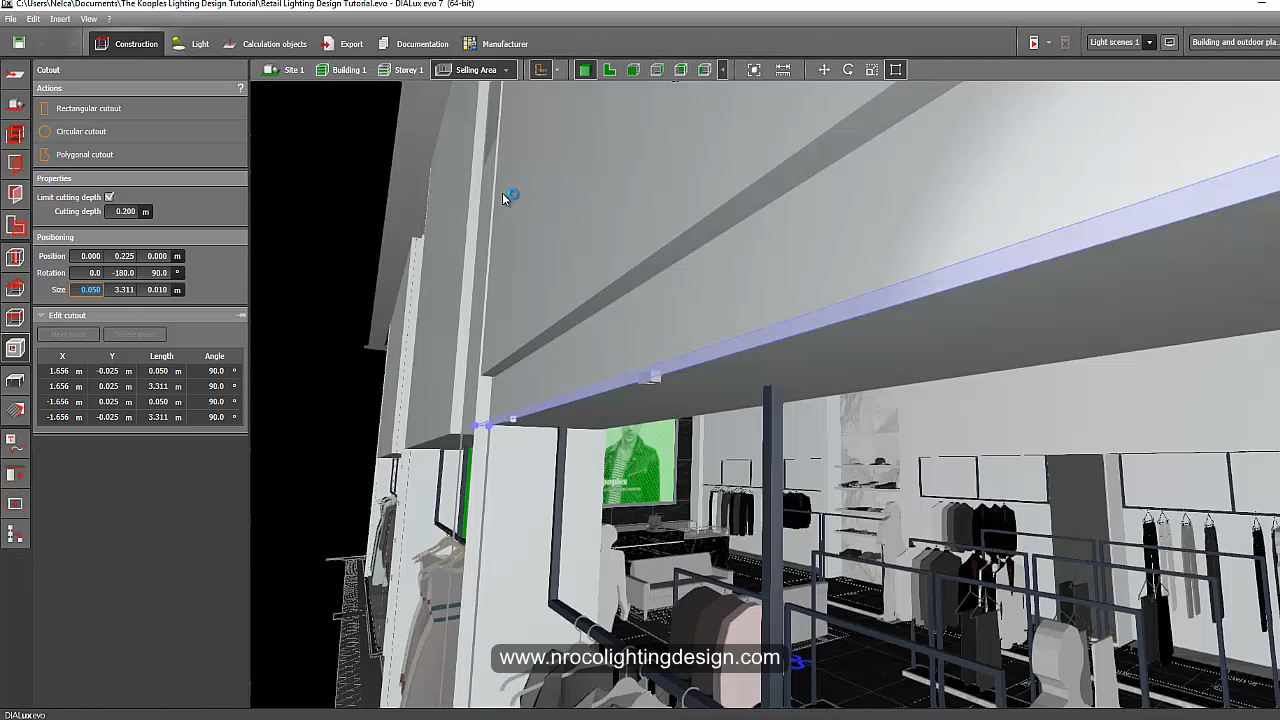 C:\Users\Nelca\Documents\The Kooples Lighting Design Tutorial\Retail Lighting Design Tutorial.evo - DIALux evo 7 (64-bit)
File Edit Insert View ?
Construction Light Calculation objects Export Documentation Manufacturer Light scenes 1 Building and outdoor pla
Cutout Site 1 Building 1 Storey 1 Selling Area
Actions ?
Rectangular cutout
Circular cutout
Polygonal cutout
Properties
Limit cutting depth
Cutting depth 0.200 m
Positioning
Position 0.000 0.225 0.000 m
Rotation 0.0 -180.0 90.0 °
Size 0.050 3.311 0.010 m
Edit cutout
Next point Delete point
X Y Length Angle
1.656 m -0.025 m 0.050 m 90.0 °
1.656 m -0.025 m 3.311 m 90.0 °
-1.656 m -0.025 m 0.050 m 90.0 °
-1.656 m -0.025 m 3.311 m 90.0 °
www.nrocolightingdesign.com
DIALux evo